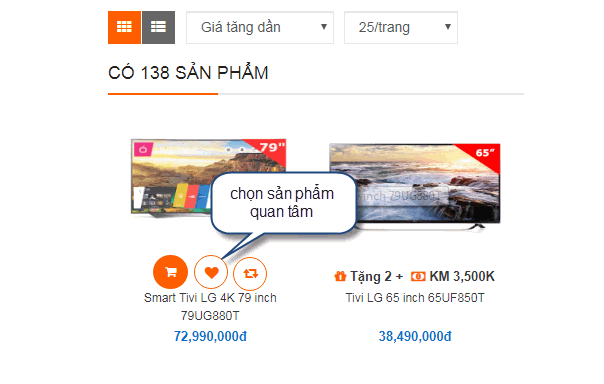 Giá tăng dần
25/trang
CÓ 138 SẢN PHẨM
79"
65"
chọn sản phẩm
quan tâm
inch 79UG880T
Tặng 2 + KM 3,500K
Smart Tivi LG 4K 79 inch
79UG880T
Tivi LG 65 inch 65UF850T
72,990,000đ
38,490,000đ